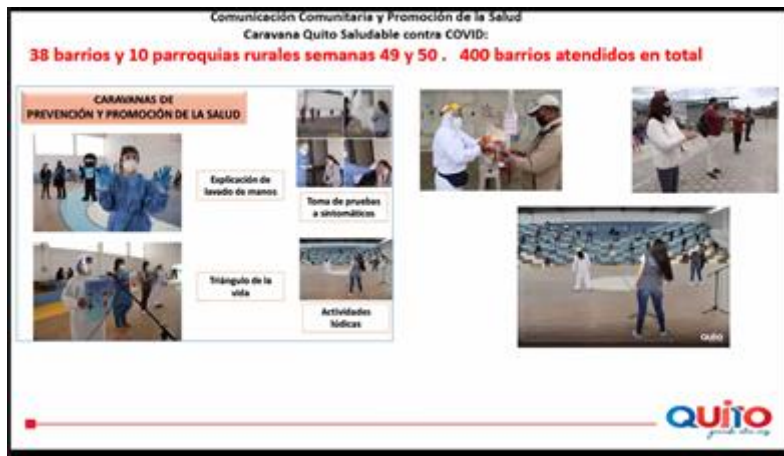 Comunicación Comunitaria y Promoción de la Salud
Caravana Quito Saludable contra COVID:
38 barrios y 10 parroquias rurales semanas 49 y 50 . 400 barrios atendidos en total
CARAVANAS DE
PREVENCIÓN Y PROMOCIÓN DE LA SALUD
Explicación de
lavado de manos
Toma de pruebas
a sintomáticos
Triángulo de la
vida
Actividades
lúdicas
QUITO
QUITO